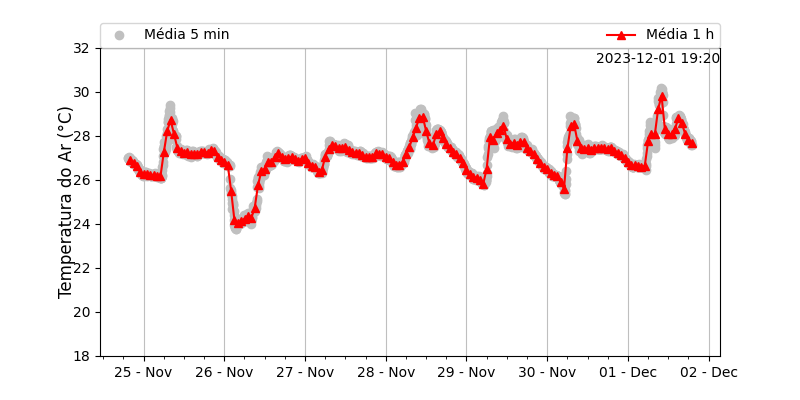 Média 5 min
Média 1 h
2023-12-01 19:20
Temperatura do Ar (°C)
32
30
28
26
24
22
20
18
25 - Nov
26 - Nov
27 - Nov
28 - Nov
29 - Nov
30 - Nov
01 - Dec
02 - Dec